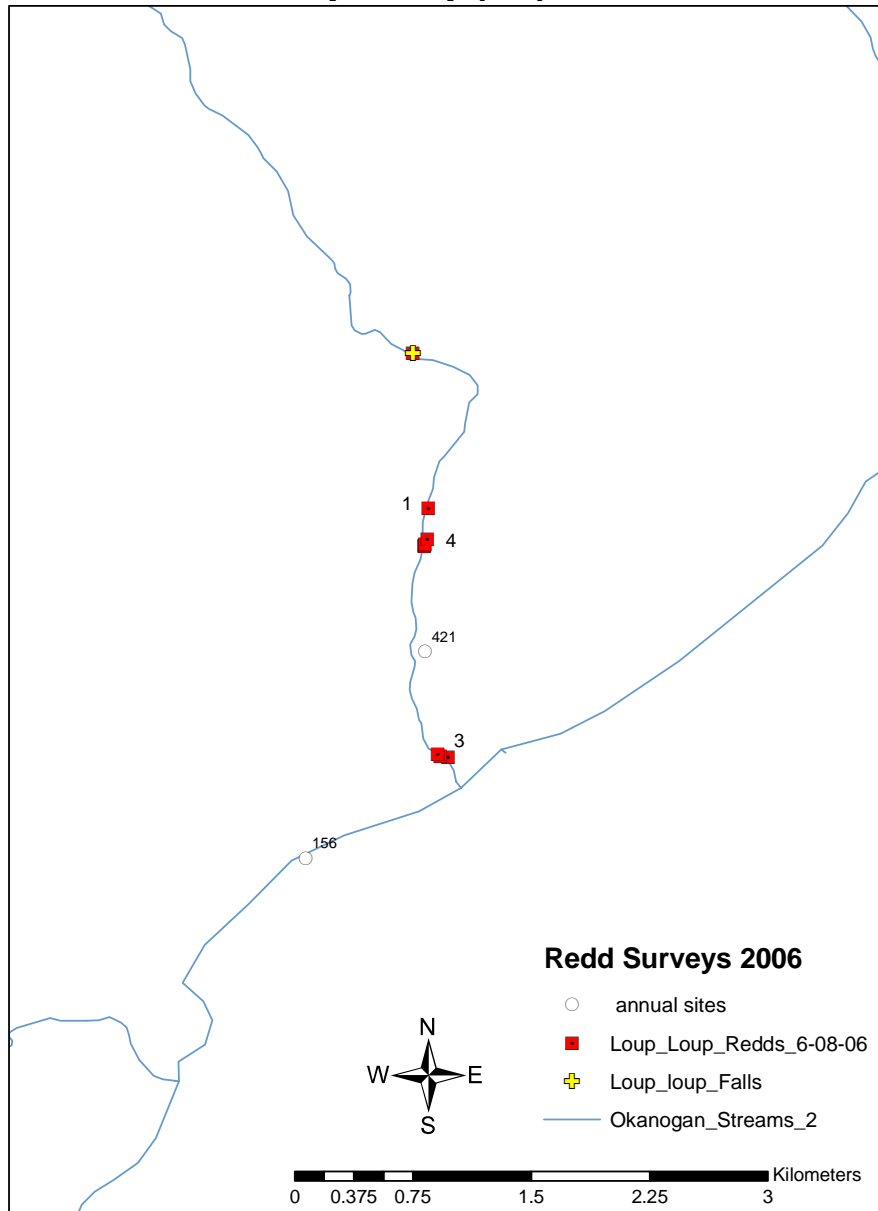 1
4
421
3
156
Redd Surveys 2006
annual sites
Loup_Loup_Redds_6-08-06
Loup_loup_Falls
Okanogan_Streams_2
N
W E
S
Kilometers
0 0.375 0.75 1.5 2.25 3